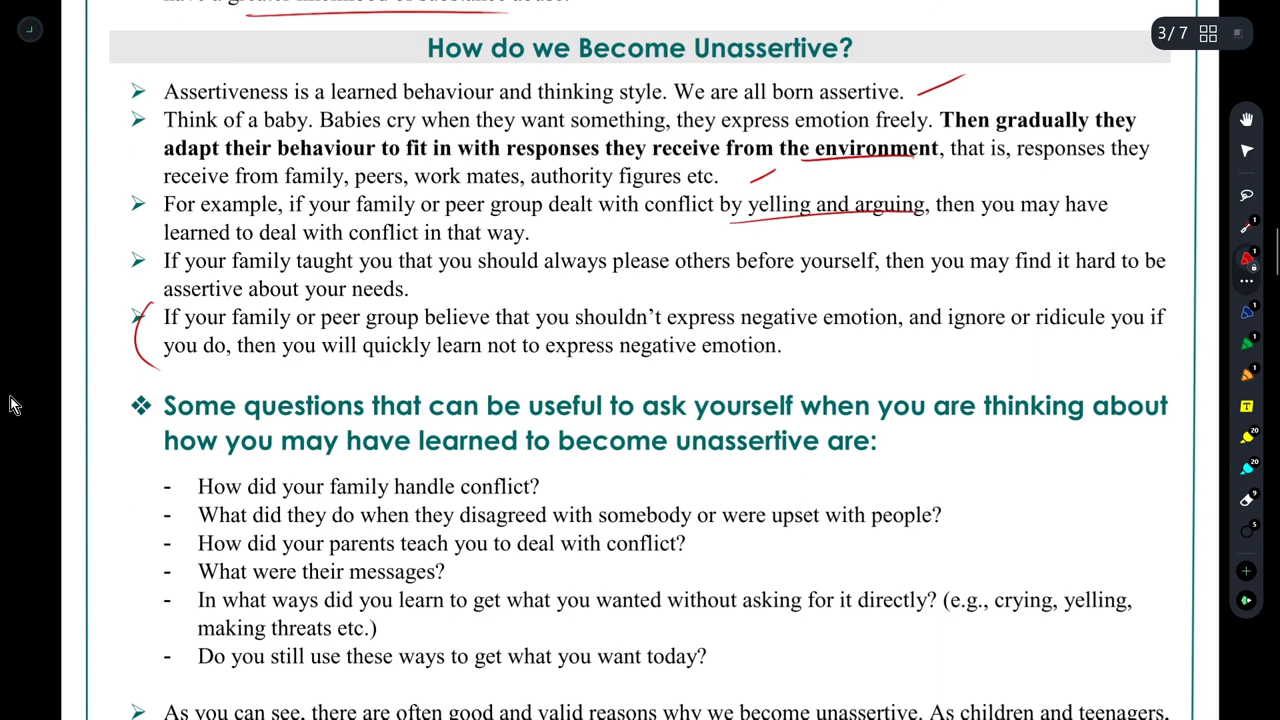 3/7
How do we Become Unassertive?
➤ Assertiveness is a learned behaviour and thinking style. We are all born assertive.
➤ Think of a baby. Babies cry when they want something, they express emotion freely. Then gradually they
adapt their behaviour to fit in with responses they receive from the environment, that is, responses they
receive from family, peers, work mates, authority figures etc.
➤ For example, if your family or peer group dealt with conflict by yelling and arguing, then you may have
learned to deal with conflict in that way.
➤ If your family taught you that you should always please others before yourself, then you may find it hard to be
assertive about your needs.
➤ If your family or peer group believe that you shouldn’t express negative emotion, and ignore or ridicule you if
you do, then you will quickly learn not to express negative emotion.
❖ Some questions that can be useful to ask yourself when you are thinking about
how you may have learned to become unassertive are:
- How did your family handle conflict?
- What did they do when they disagreed with somebody or were upset with people?
- How did your parents teach you to deal with conflict?
- What were their messages?
- In what ways did you learn to get what you wanted without asking for it directly? (e.g., crying, yelling,
making threats etc.)
- Do you still use these ways to get what you want today?
➤ As you can see, there are often good and valid reasons why we become unassertive. As children and teenagers,
1
1
1
1
1
T
20
20
9
5